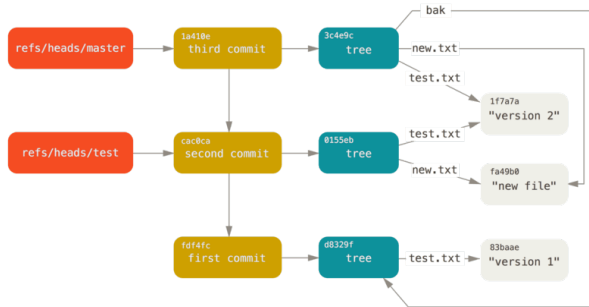 bak
1a410e
3c4e9c
refs/heads/master
third commit
tree
new.txt
test.txt
1f7a7a
"version 2"
cac0ca
0155eb
test.txt
refs/heads/test
second commit
tree
new.txt
fa49b0
"new file"
fdf4fc
d8329f
83baae
first commit
tree
test.txt
"version 1"